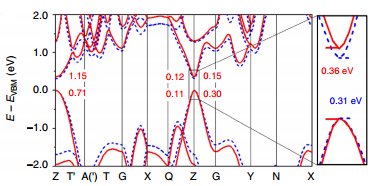 2.0
1.0
0.0
−1.0
−2.0
E − EVBM (eV)
1.15
0.71
0.12
0.11
0.15
0.30
0.36 eV
0.31 eV
Z T' A(') T G X Q Z G Y N X